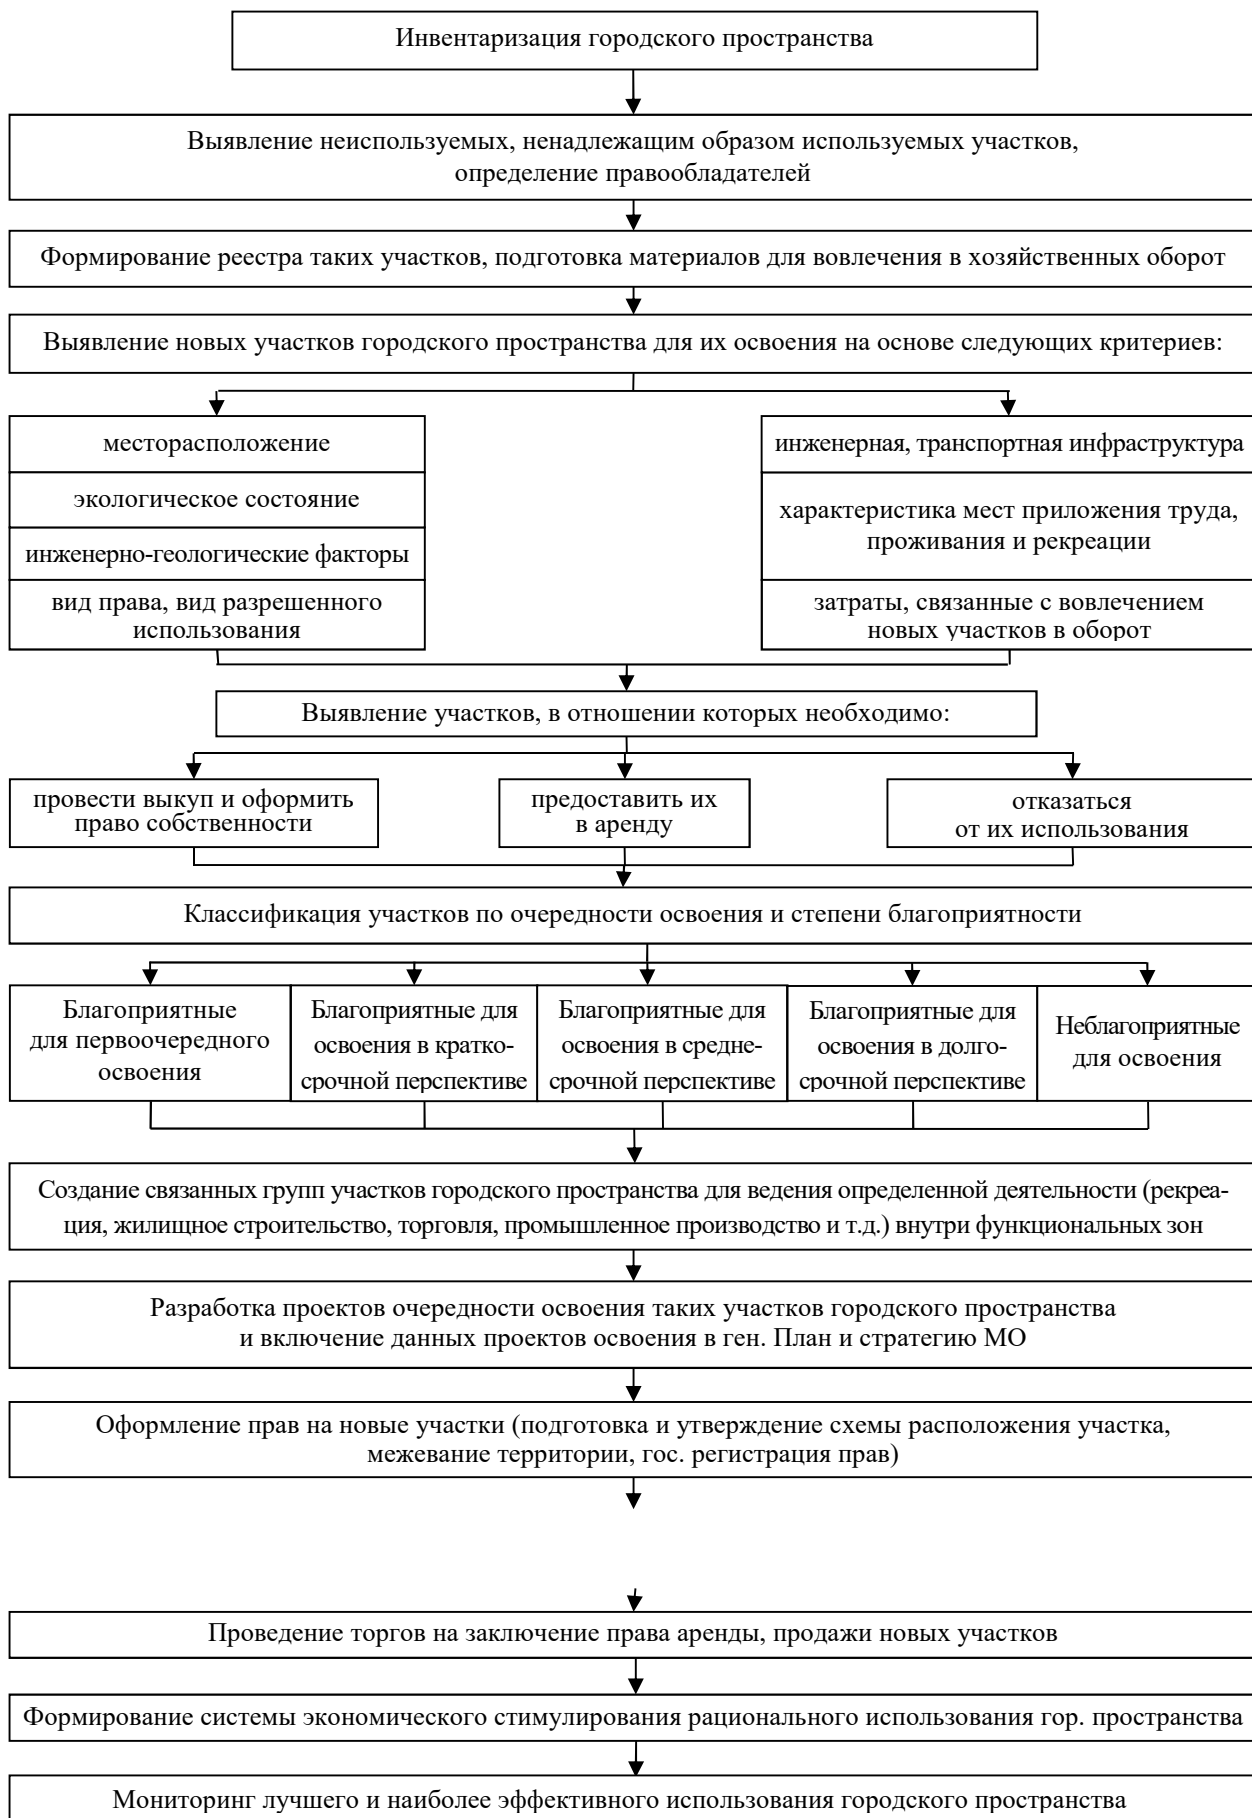 Инвентаризация городского пространства
Выявление неиспользуемых, ненадлежащим образом используемых участков,
определение правообладателей
Формирование реестра таких участков, подготовка материалов для вовлечения в хозяйственных оборот
Выявление новых участков городского пространства для их освоения на основе следующих критериев:
месторасположение
экологическое состояние
инженерно-геологические факторы
вид права, вид разрешенного
использования
инженерная, транспортная инфраструктура
характеристика мест приложения труда,
проживания и рекреации
затраты, связанные с вовлечением
новых участков в оборот
Выявление участков, в отношении которых необходимо:
провести выкуп и оформить
право собственности
предоставить их
в аренду
отказаться
от их использования
Классификация участков по очередности освоения и степени благоприятности
Благоприятные
для первоочередного
освоения
Благоприятные для
освоения в кратко-
срочной перспективе
Благоприятные для
освоения в средне-
срочной перспективе
Благоприятные для
освоения в долго-
срочной перспективе
Неблагоприятные
для освоения
Создание связанных групп участков городского пространства для ведения определенной деятельности (рекреа-
ция, жилищное строительство, торговля, промышленное производство и т.д.) внутри функциональных зон
Разработка проектов очередности освоения таких участков городского пространства
и включение данных проектов освоения в ген. План и стратегию МО
Оформление прав на новые участки (подготовка и утверждение схемы расположения участка,
межевание территории, гос. регистрация прав)
Проведение торгов на заключение права аренды, продажи новых участков
Формирование системы экономического стимулирования рационального использования гор. пространства
Мониторинг лучшего и наиболее эффективного использования городского пространства